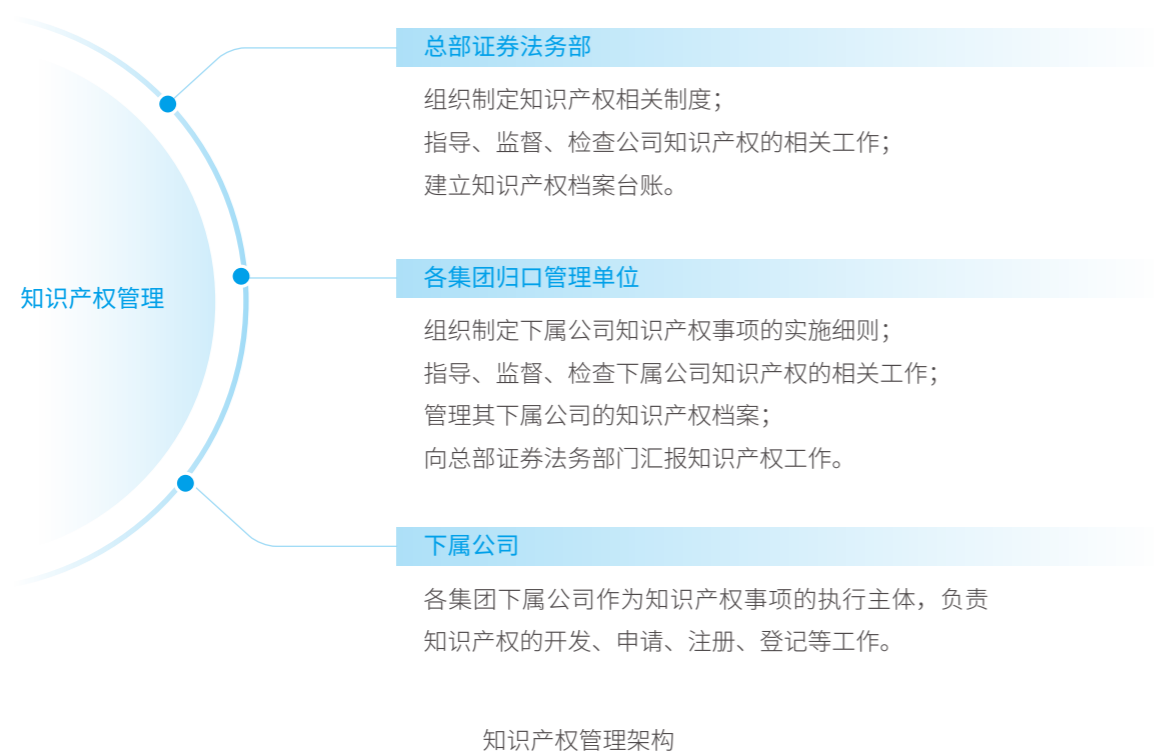 总部证券法务部
组织制定知识产权相关制度；
指导、监督、检查公司知识产权的相关工作；
建立知识产权档案台账。
知识产权管理
各集团归口管理单位
组织制定下属公司知识产权事项的实施细则；
指导、监督、检查下属公司知识产权的相关工作；
管理其下属公司的知识产权档案；
向总部证券法务部门汇报知识产权工作。
下属公司
各集团下属公司作为知识产权事项的执行主体，负责
知识产权的开发、申请、注册、登记等工作。
知识产权管理架构